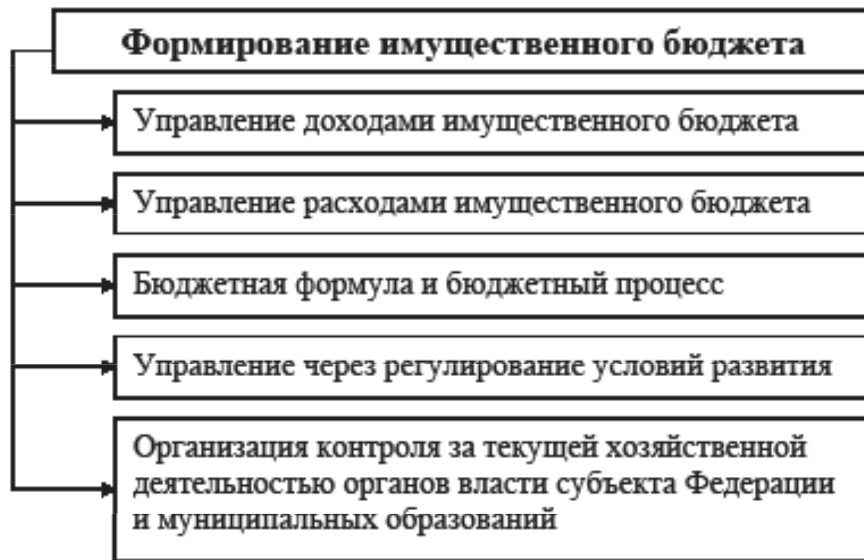 Формирование имущественного бюджета
Управление доходами имущественного бюджета
Управление расходами имущественного бюджета
Бюджетная формула и бюджетный процесс
Управление через регулирование условий развития
Организация контроля за текущей хозяйственной
деятельностью органов власти субъекта Федерации
и муниципальных образований